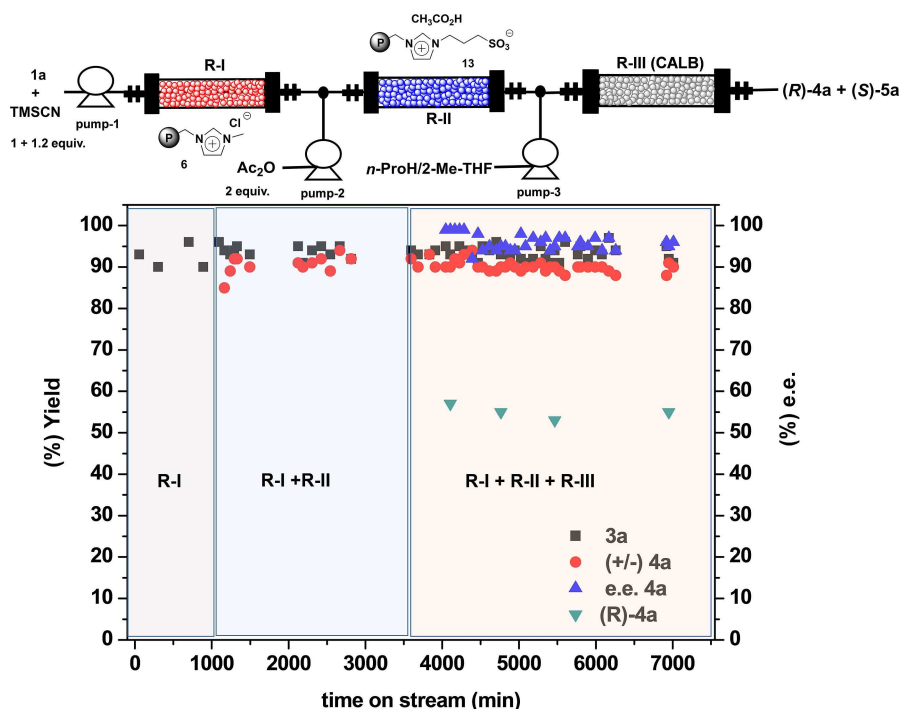 1a
+
TMSCN
1 + 1.2 equiv.
pump-1
R-I
P
N
+
N
Cl ⊖
6
Ac₂O
2 equiv.
pump-2
CH₃CO₂H
P
N
+
N
SO₃ ⊖
13
R-II
n-ProH/2-Me-THF
pump-3
R-III (CALB)
(R)-4a + (S)-5a
(%) Yield
100
90
80
70
60
50
40
30
20
10
0
R-I
R-I +R-II
R-I + R-II + R-III
3a
(+/-) 4a
e.e. 4a
(R)-4a
100
90
80
70
60
50
40
30
20
10
0
(%) e.e.
0 1000 2000 3000 4000 5000 6000 7000
time on stream (min)